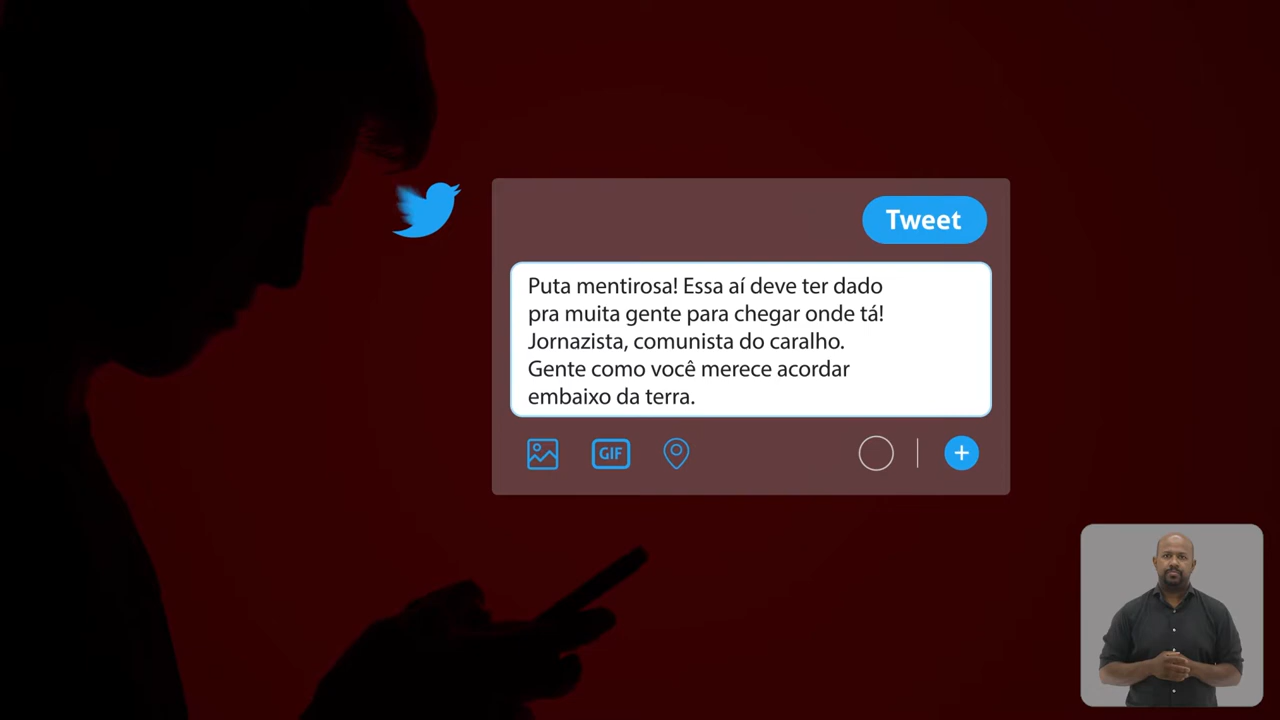 Tweet
Puta mentirosa! Essa aí deve ter dado
pra muita gente para chegar onde tá!
Jornazista, comunista do caralho.
Gente como você merece acordar
embaixo da terra.
GIF